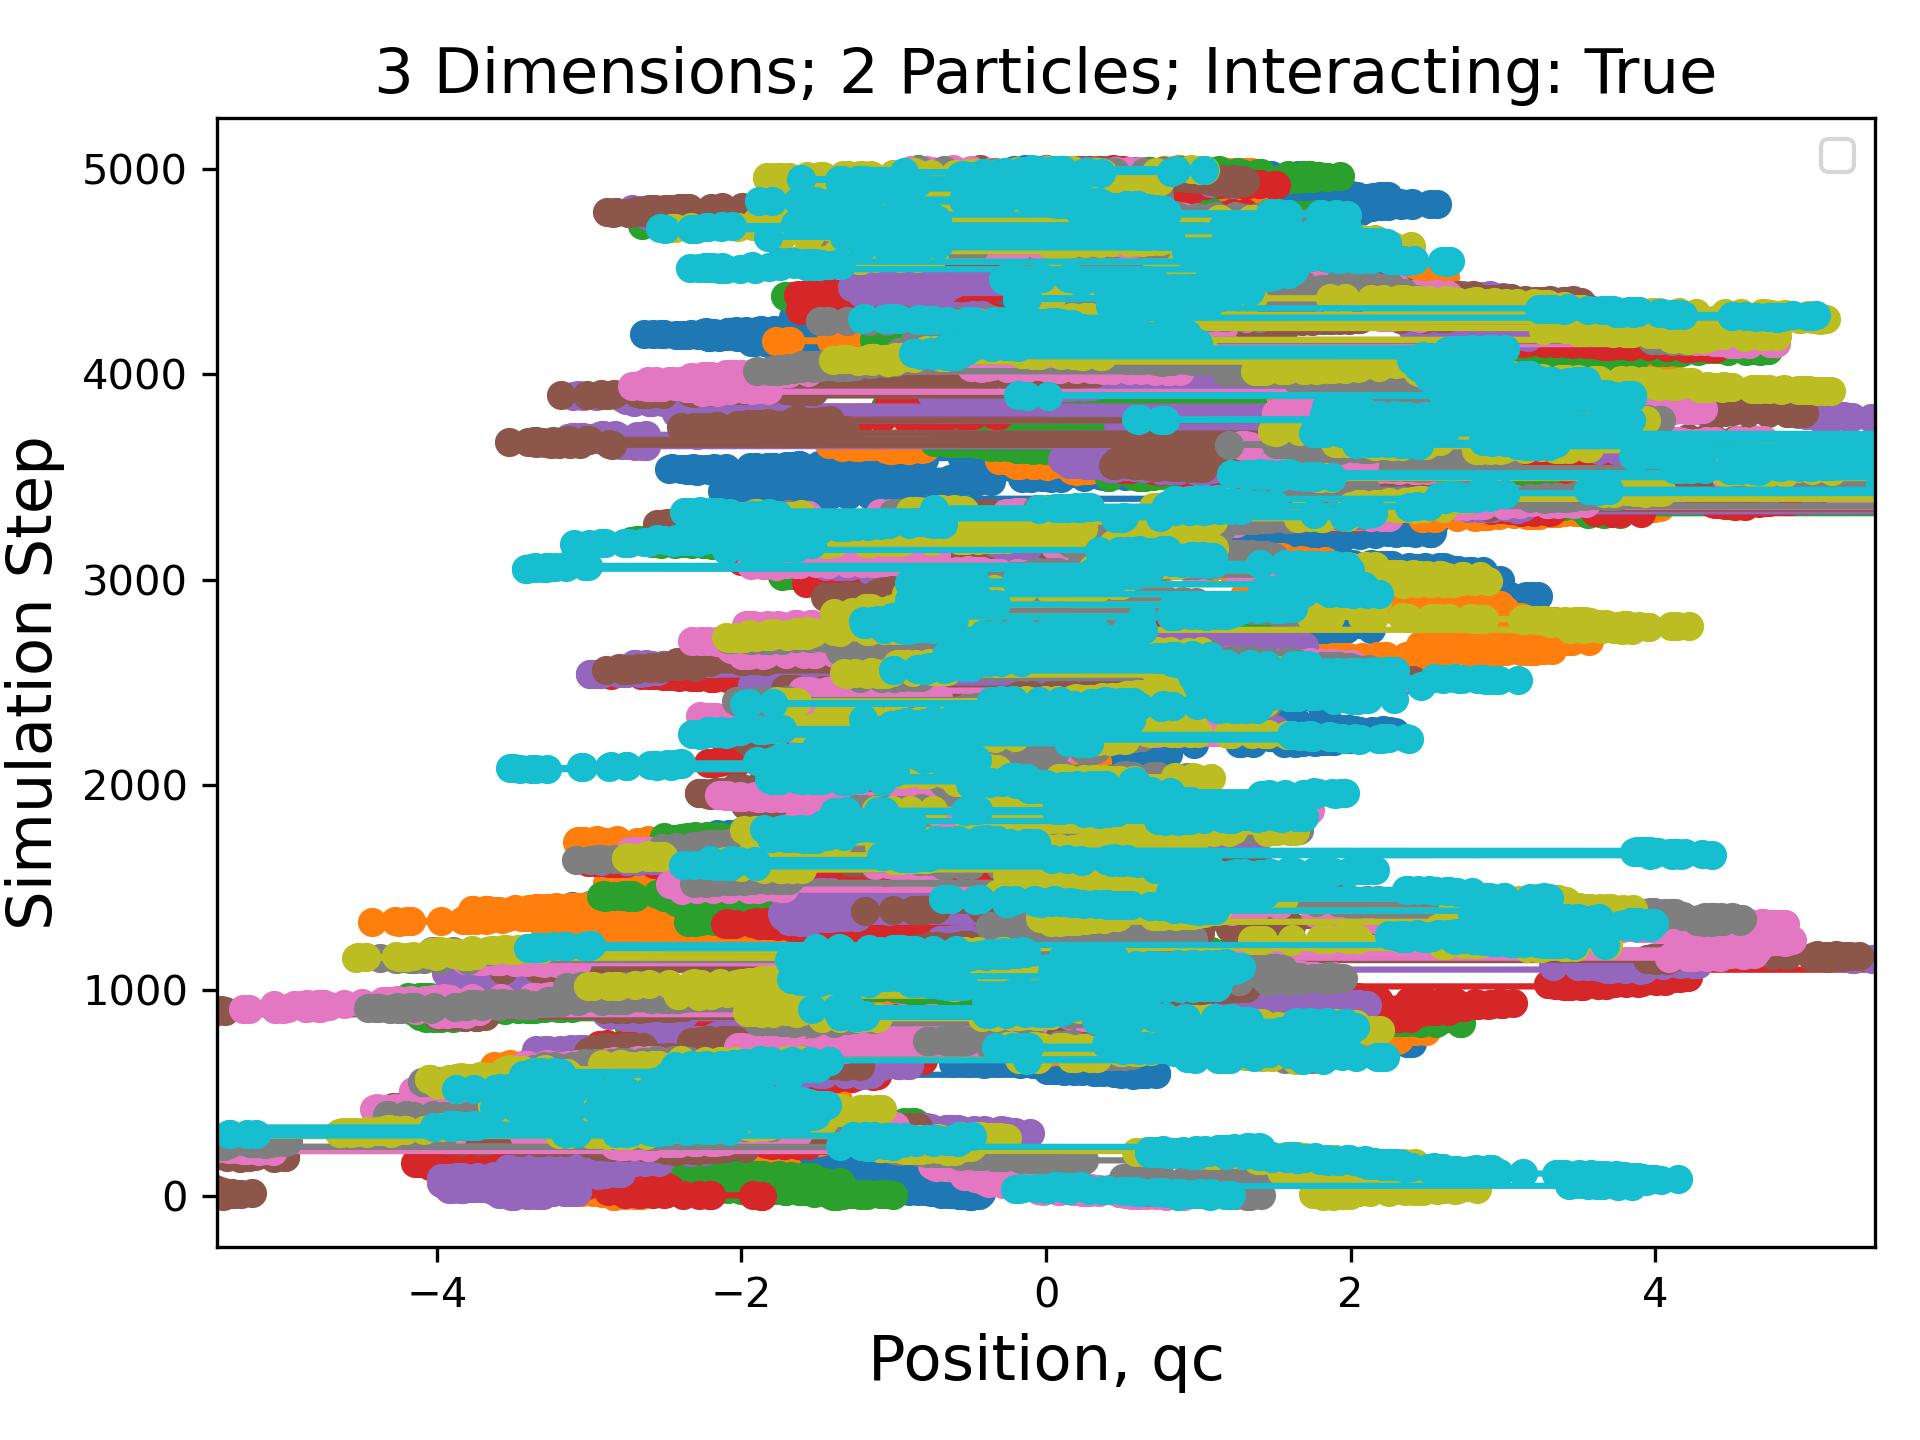 3 Dimensions; 2 Particles; Interacting: True
Simulation Step
5000
4000
3000
2000
1000
0
−4 −2 0 2 4
Position, qc